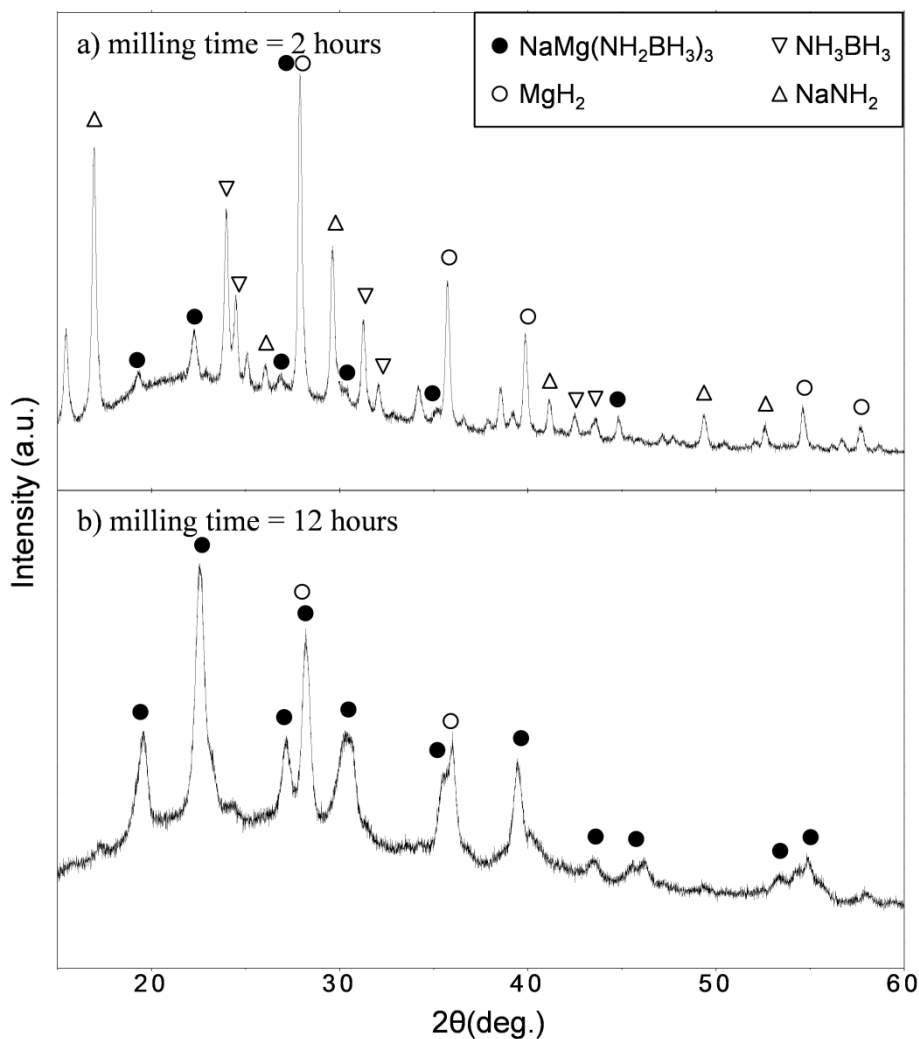 a) milling time = 2 hours
● NaMg(NH₂BH₃)₃ ▽ NH₃BH₃
○ MgH₂ △ NaNH₂
b) milling time = 12 hours
Intensity (a.u.)
20 30 40 50 60
2θ(deg.)